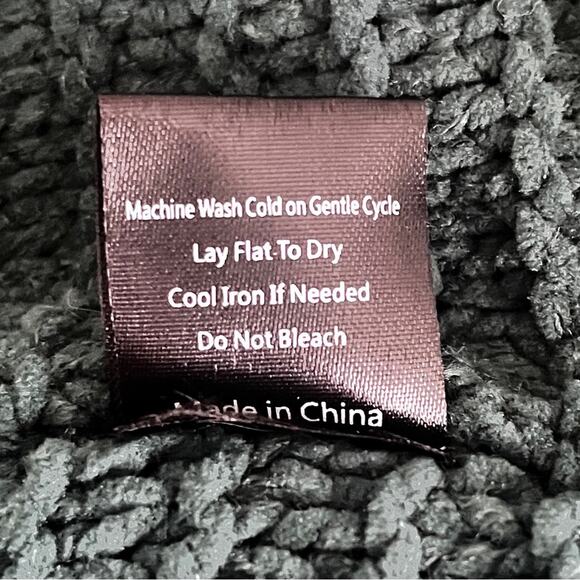 Machine Wash Cold on Gentle Cycle
Lay Flat To Dry
Cool Iron If Needed
Do Not Bleach
Made in China